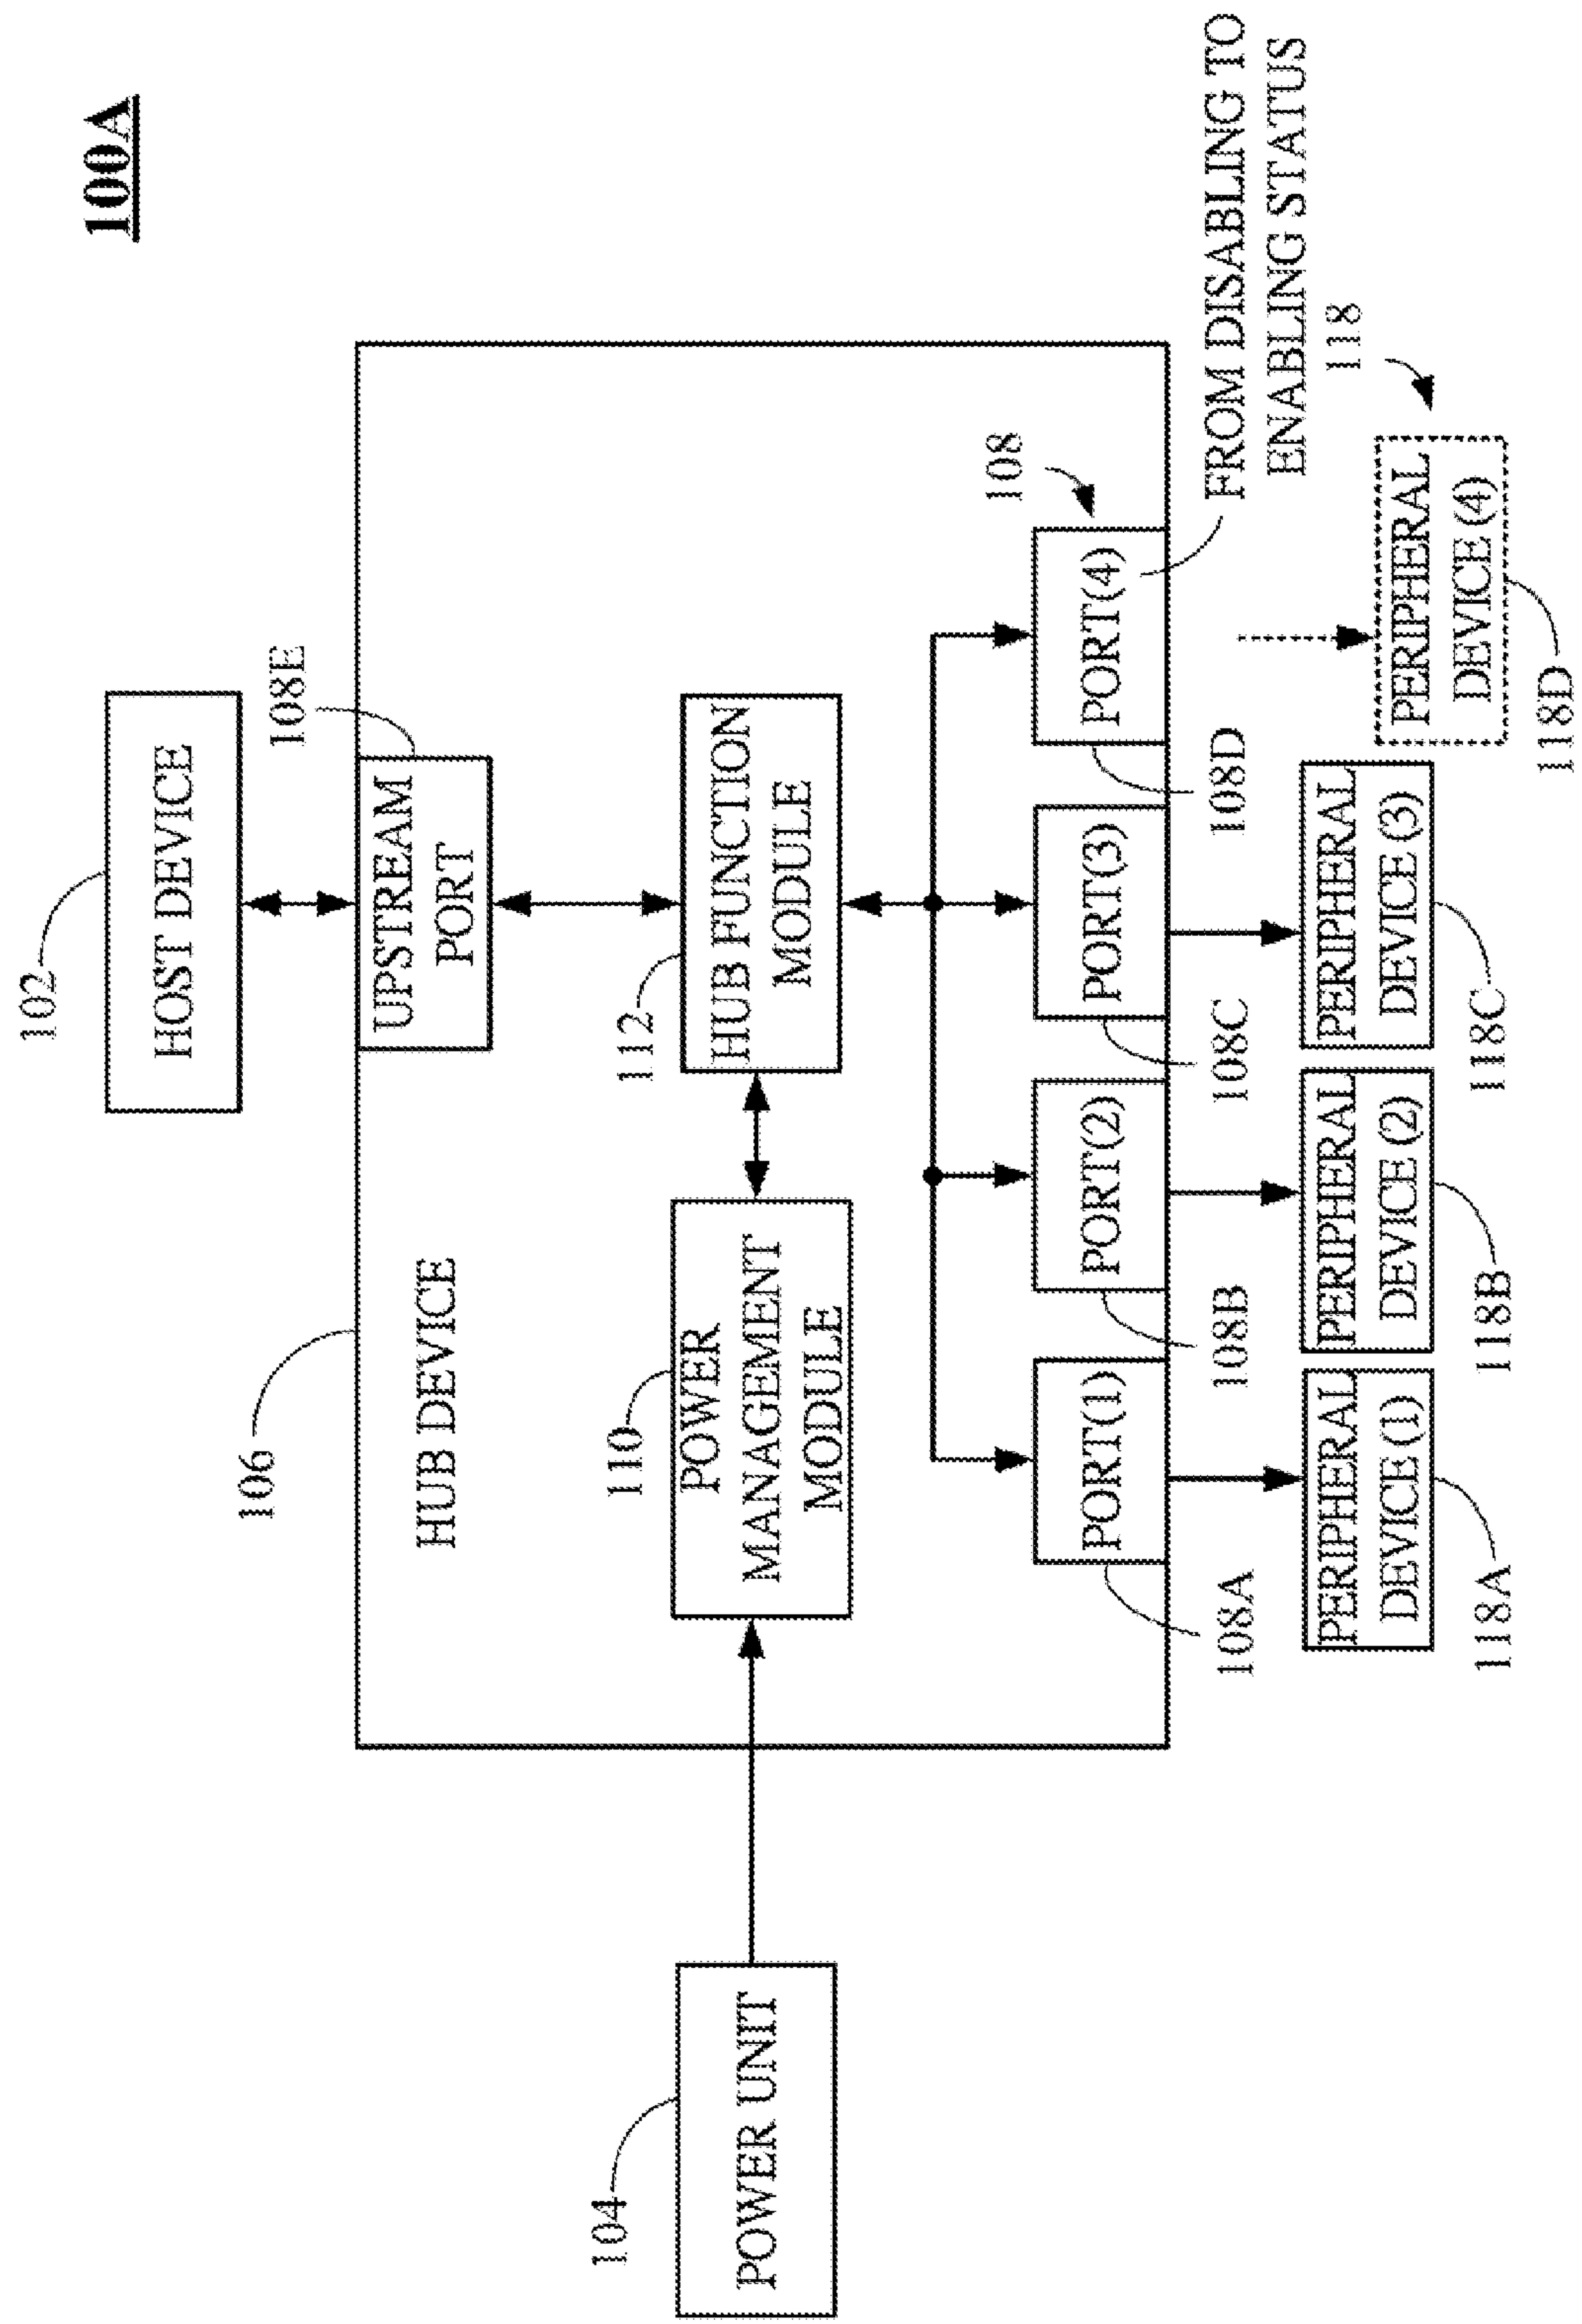 100A
102
HOST DEVICE
108E
UPSTREAM
PORT
106
HUB DEVICE
112
HUB FUNCTION
MODULE
110
POWER
MANAGEMENT
MODULE
104
POWER UNIT
108
PORT(1)
PORT(2)
PORT(3)
PORT(4)
108A
108B
108C
108D
FROM DISABLING TO
ENABLING STATUS
118
PERIPHERAL
DEVICE (1)
PERIPHERAL
DEVICE (2)
PERIPHERAL
DEVICE (3)
PERIPHERAL
DEVICE (4)
118A
118B
118C
118D